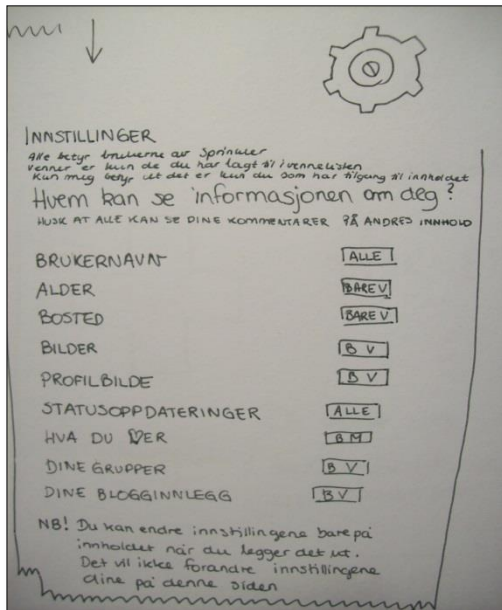 INNSTILLINGER
Alle betyr brukerne av Sprinkler
Venner er kun de du har lagt til i vennelisten
Kun meg betyr at det er kun du som har tilgang til innholdet
Hvem kan se informasjonen om deg?
HUSK AT ALLE KAN SE DINE KOMMENTARER PÅ ANDRES INNHOLD
BRUKERNAVN ALLE
ALDER BARE V
BOSTED BARE V
BILDER B V
PROFILBILDE B V
STATUSOPPDATERINGER ALLE
HVA DU ♡ER B M
DINE GRUPPER B V
DINE BLOGGINNLEGG B V
NB! Du kan endre innstillingene bare på
innholdet når du legger det ut.
Det vil ikke forandre innstillingene
dine på denne siden